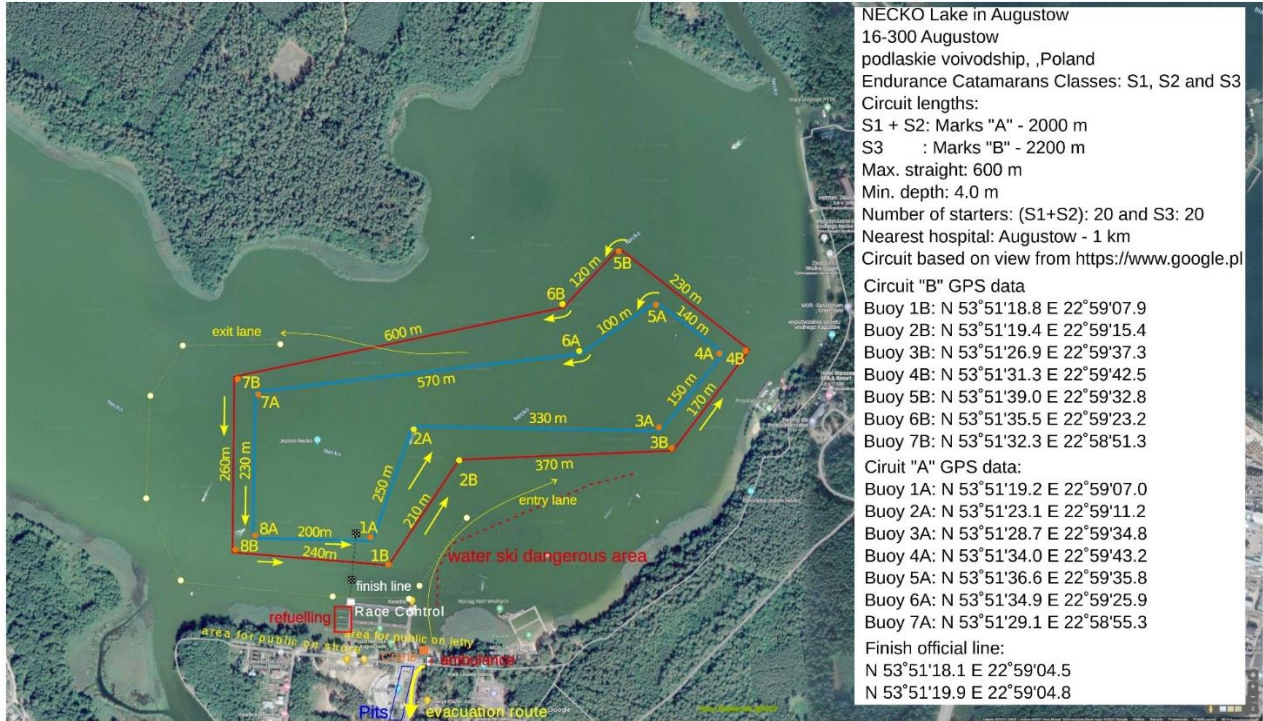 NECKO Lake in Augustow
16-300 Augustow
podlaskie voivodship, ,Poland
Endurance Catamarans Classes: S1, S2 and S3
Circuit lengths:
S1 + S2: Marks "A" - 2000 m
S3 : Marks "B" - 2200 m
Max. straight: 600 m
Min. depth: 4.0 m
Number of starters: (S1+S2): 20 and S3: 20
Nearest hospital: Augustow - 1 km
Circuit based on view from https://www.google.pl
Circuit "B" GPS data
Buoy 1B: N 53°51'18.8 E 22°59'07.9
Buoy 2B: N 53°51'19.4 E 22°59'15.4
Buoy 3B: N 53°51'26.9 E 22°59'37.3
Buoy 4B: N 53°51'31.3 E 22°59'42.5
Buoy 5B: N 53°51'39.0 E 22°59'32.8
Buoy 6B: N 53°51'35.5 E 22°59'23.2
Buoy 7B: N 53°51'32.3 E 22°58'51.3
Ciruit "A" GPS data:
Buoy 1A: N 53°51'19.2 E 22°59'07.0
Buoy 2A: N 53°51'23.1 E 22°59'11.2
Buoy 3A: N 53°51'28.7 E 22°59'34.8
Buoy 4A: N 53°51'34.0 E 22°59'43.2
Buoy 5A: N 53°51'36.6 E 22°59'35.8
Buoy 6A: N 53°51'34.9 E 22°59'25.9
Buoy 7A: N 53°51'29.1 E 22°58'55.3
Finish official line:
N 53°51'18.1 E 22°59'04.5
N 53°51'19.9 E 22°59'04.8
Necko
Necko
5B
120 m
230 m
6B
5A
140 m
100 m
exit lane
600 m
6A
4A
4B
7B
570 m
7A
150 m
170 m
Necko
Necko
330 m
3A
2A
3B
Jezioro Necko
Necko
260m
230 m
250 m
370 m
2B
210 m
entry lane
8A
200m
1A
8B
240m
1B
water ski dangerous area
finish line
Race Control
refuelling
area for public on shore
area for public on jetty
ambulance
Pits
evacuation route
Google